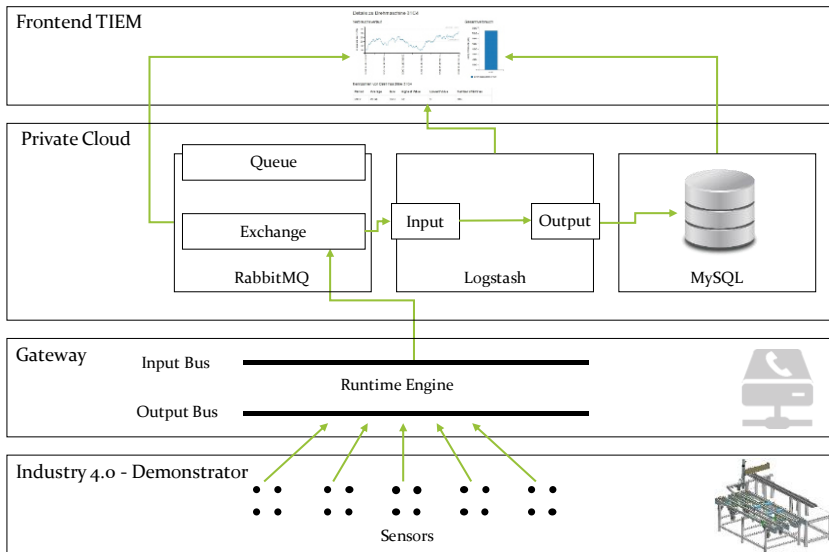 Frontend TIEM
Private Cloud
Queue
Exchange
RabbitMQ
Input
Output
Logstash
MySQL
Gateway
Input Bus
Runtime Engine
Output Bus
Industry 4.0 - Demonstrator
Sensors